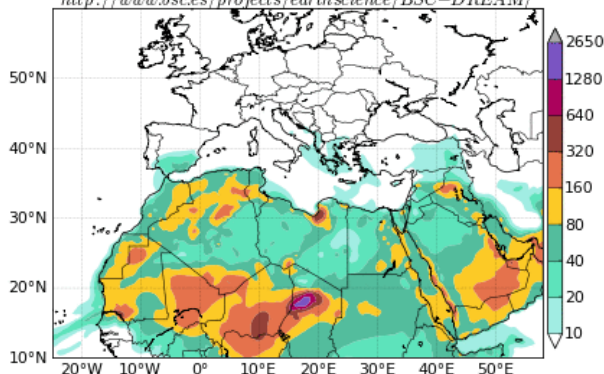 http://www.bsc.es/projects/earthscience/BSC-DREAM/
50°N
40°N
30°N
20°N
10°N
20°W 10°W 0° 10°E 20°E 30°E 40°E 50°E
2650
1280
640
320
160
80
40
20
10